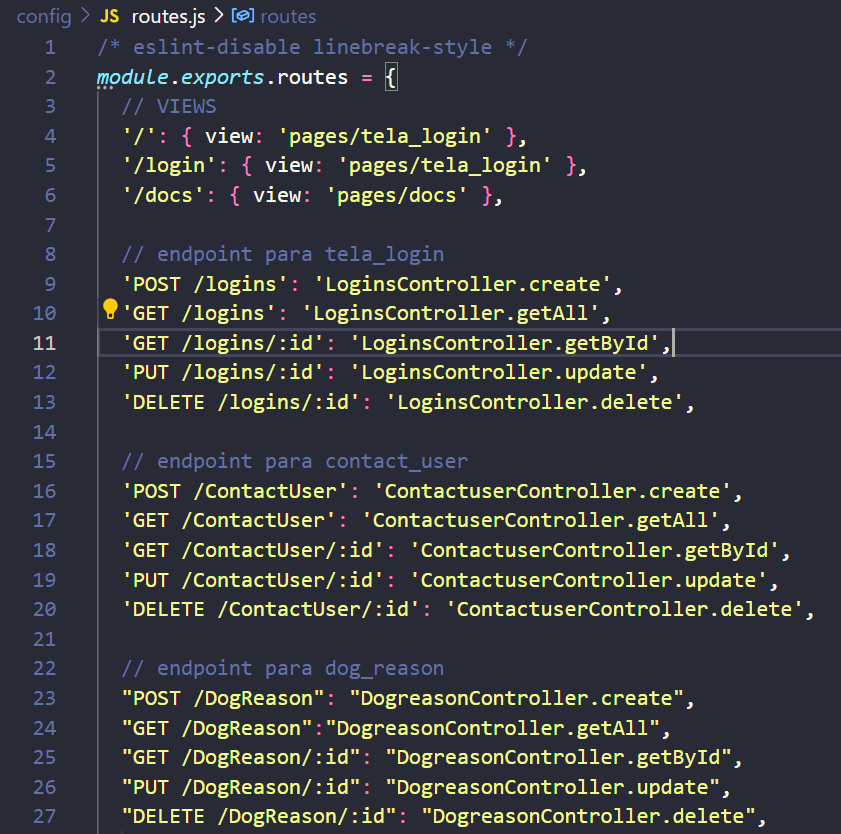 config > JS routes.js > routes
1 /* eslint-disable linebreak-style */
2 module.exports.routes = {
3 // VIEWS
4 '/': { view: 'pages/tela_login' },
5 '/login': { view: 'pages/tela_login' },
6 '/docs': { view: 'pages/docs' },
7
8 // endpoint para tela_login
9 'POST /logins': 'LoginsController.create',
10 'GET /logins': 'LoginsController.getAll',
11 'GET /logins/:id': 'LoginsController.getById',
12 'PUT /logins/:id': 'LoginsController.update',
13 'DELETE /logins/:id': 'LoginsController.delete',
14
15 // endpoint para contact_user
16 'POST /ContactUser': 'ContactuserController.create',
17 'GET /ContactUser': 'ContactuserController.getAll',
18 'GET /ContactUser/:id': 'ContactuserController.getById',
19 'PUT /ContactUser/:id': 'ContactuserController.update',
20 'DELETE /ContactUser/:id': 'ContactuserController.delete',
21
22 // endpoint para dog_reason
23 "POST /DogReason": "DogreasonController.create",
24 "GET /DogReason":"DogreasonController.getAll",
25 "GET /DogReason/:id": "DogreasonController.getById",
26 "PUT /DogReason/:id": "DogreasonController.update",
27 "DELETE /DogReason/:id": "DogreasonController.delete",